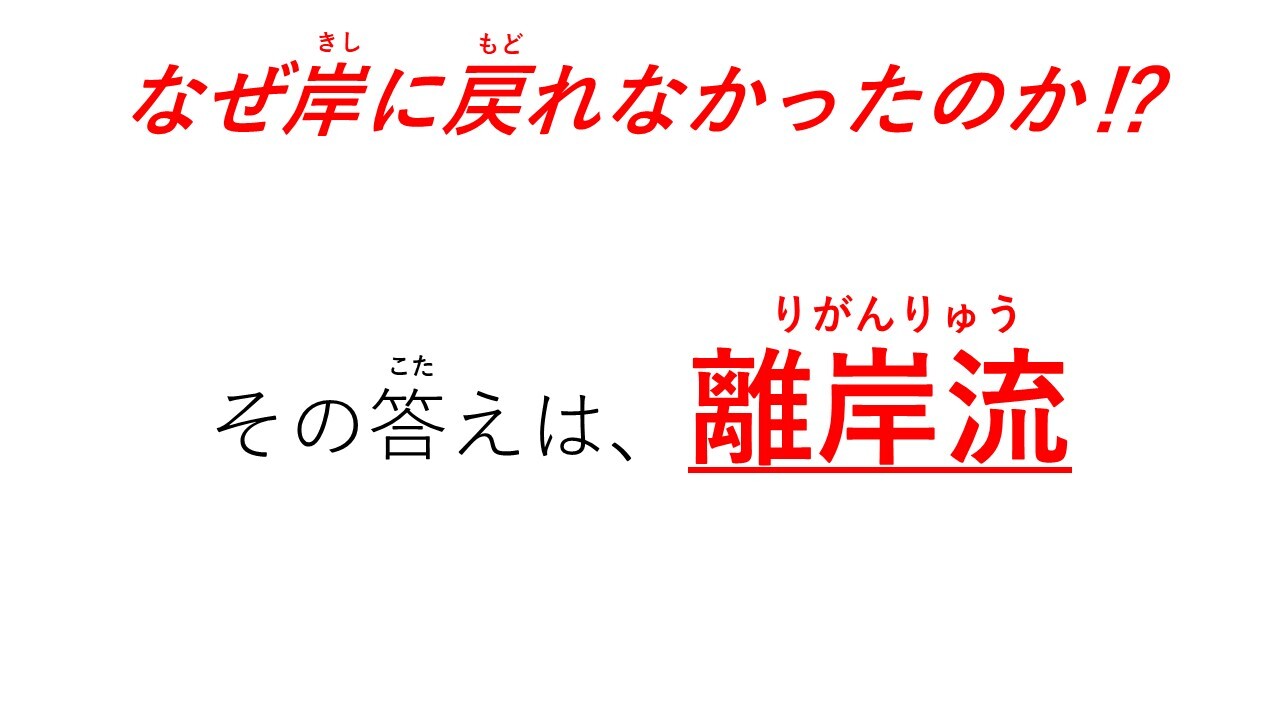 きし もど
なぜ岸に戻れなかったのか⁉
りがんりゅう
こた
その答えは、離岸流